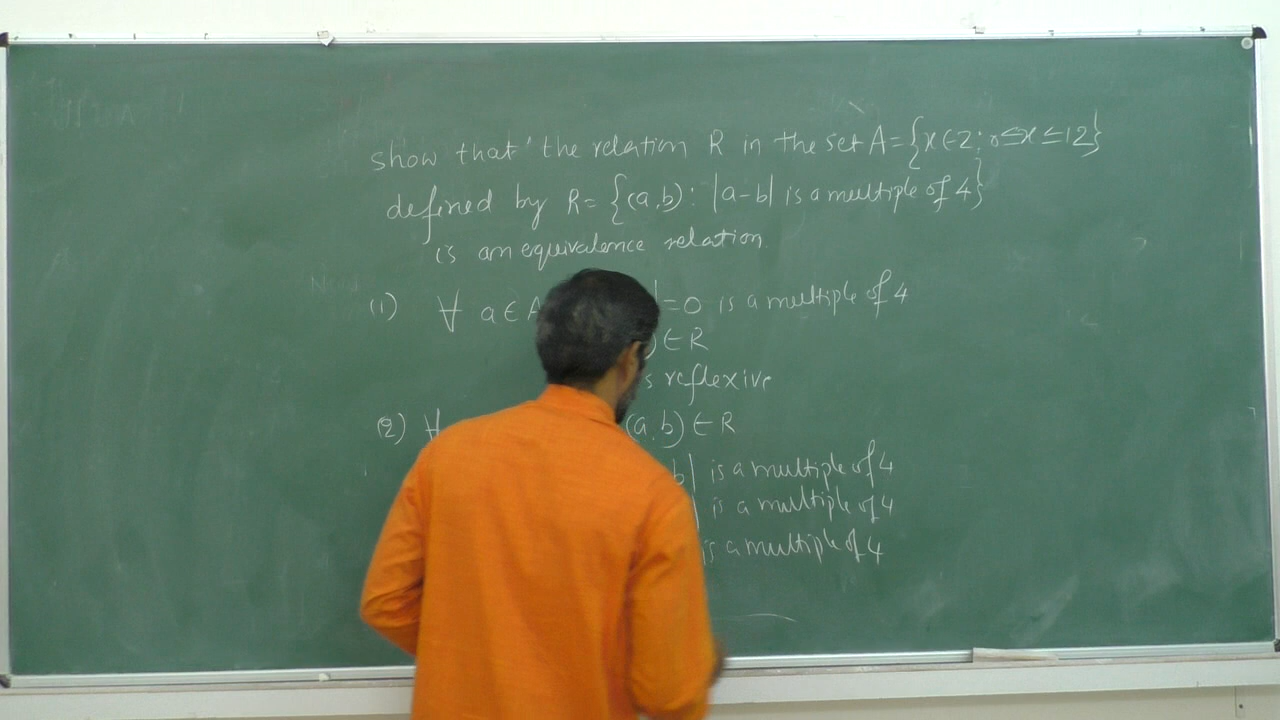 show that the relation R in the set A={x∈Z: 0≤x≤12}
defined by R= {(a,b): |a-b| is a multiple of 4}
is an equivalence relation
(1) ∀ a∈A |=0 is a multiple of 4
)∈R
s reflexive
(2) ∀ (a,b)∈R
b| is a multiple of 4
| is a multiple of 4
is a multiple of 4